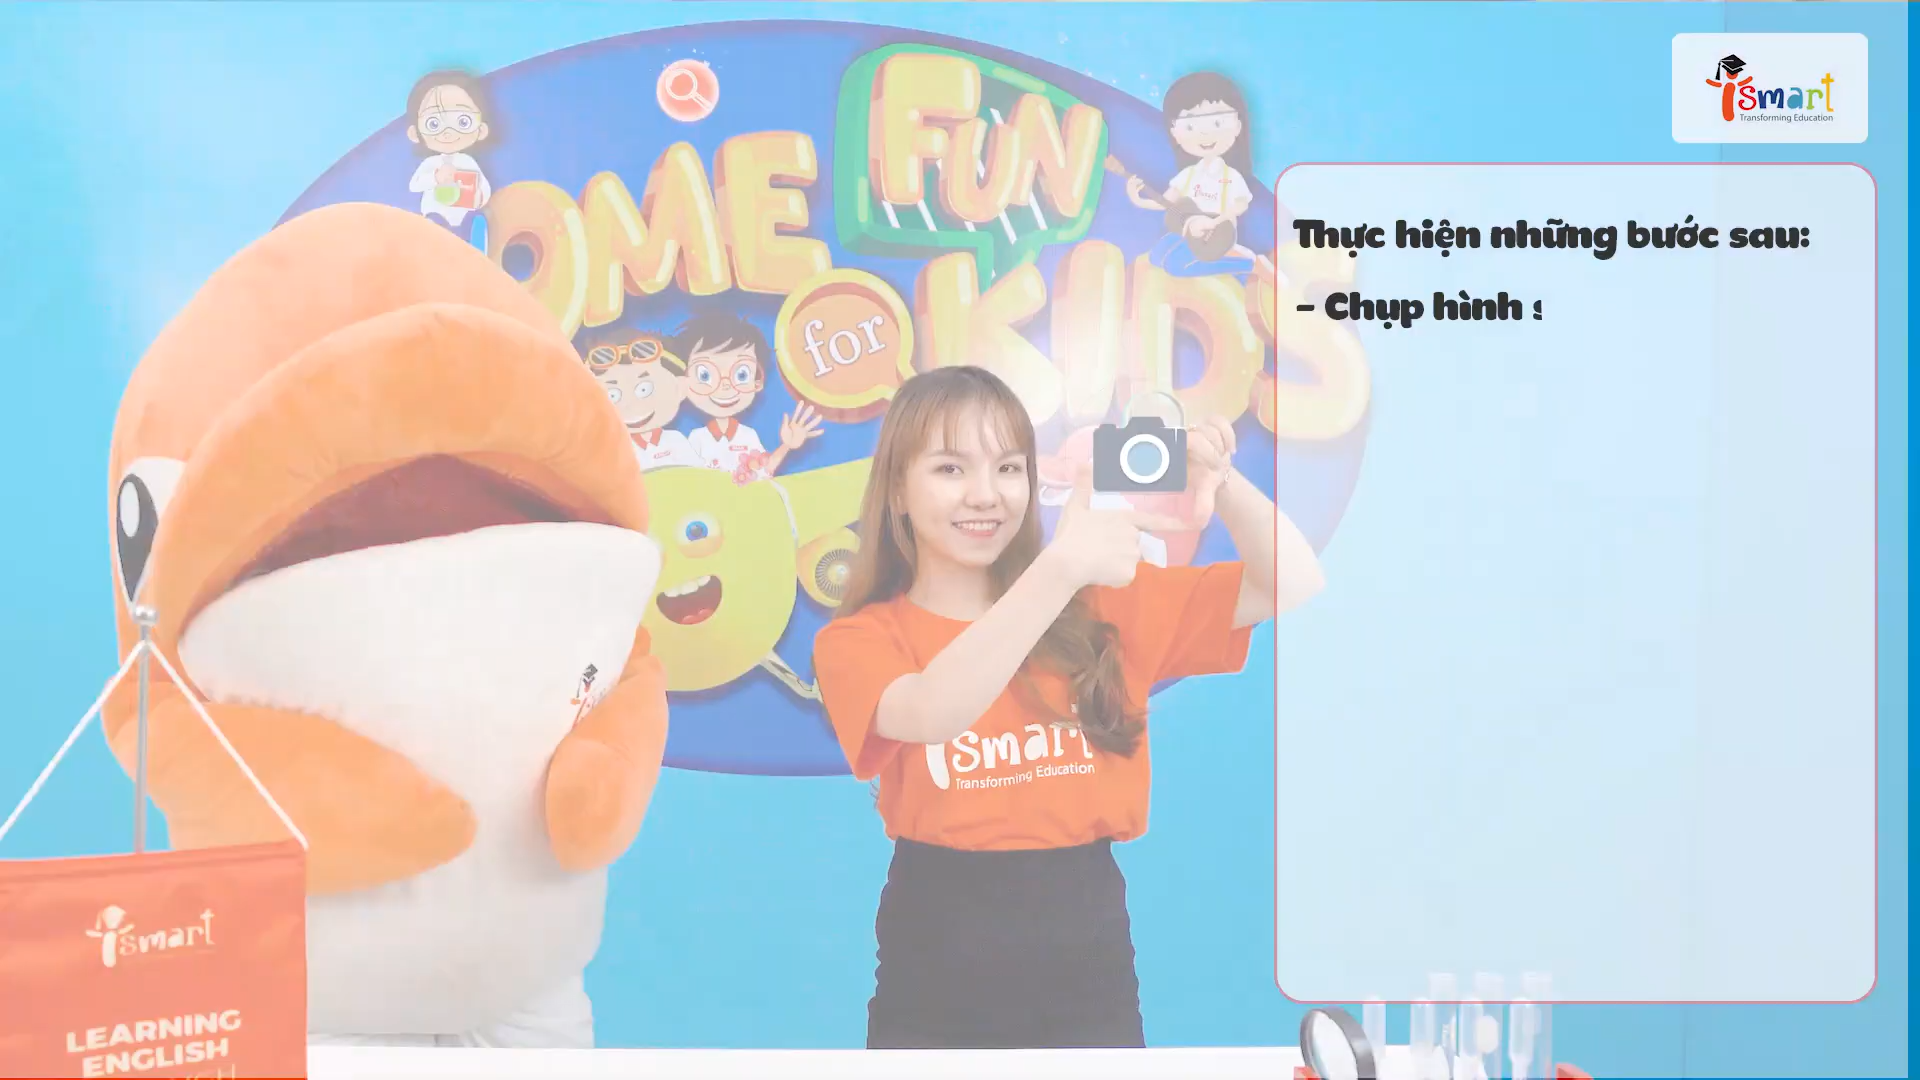 FUN
OME
for
KIDS
ismart
Transforming Education
Thực hiện những bước sau:
- Chụp hình
ismart
Transforming Education
ismart
LEARNING
ENGLISH